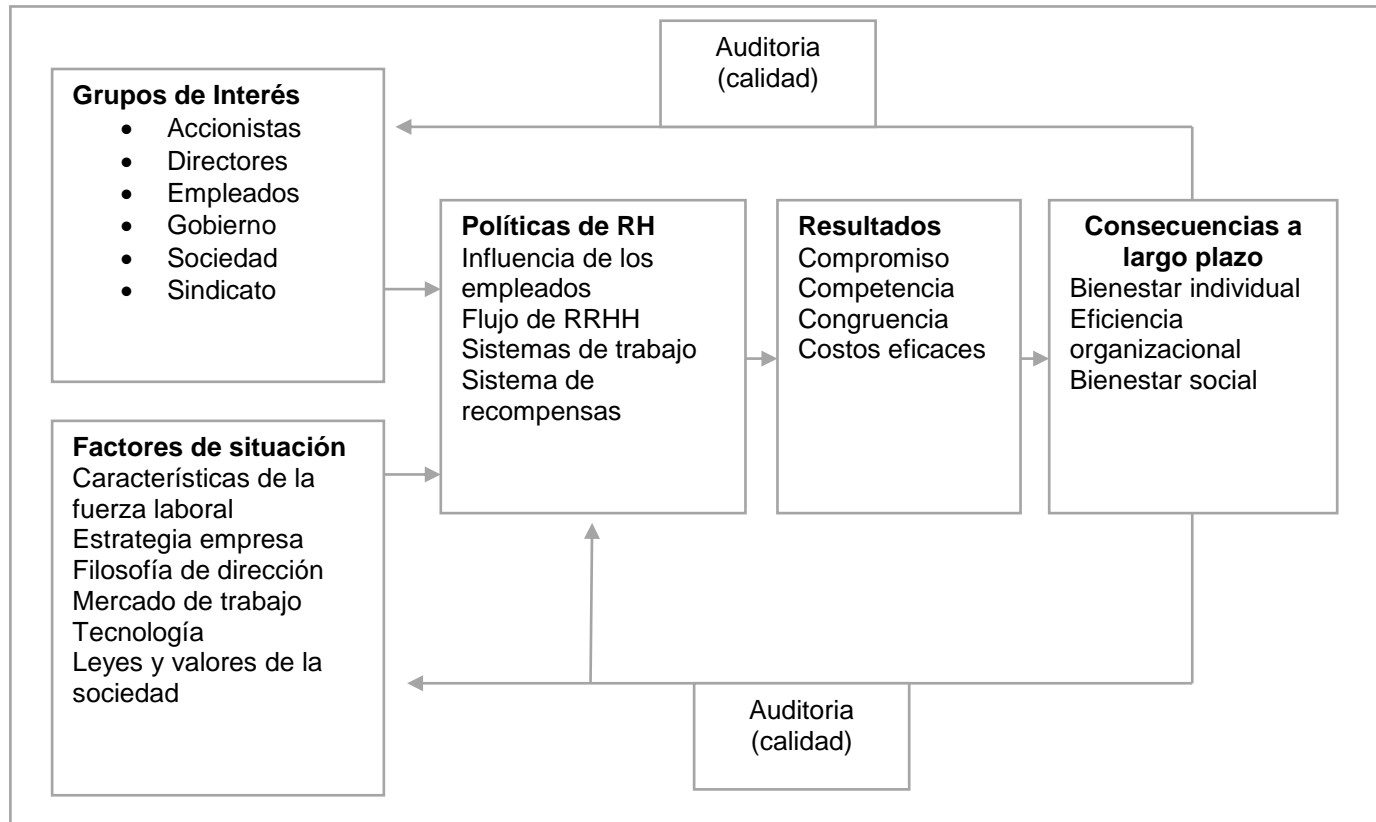 Auditoria
(calidad)
Grupos de Interés
• Accionistas
• Directores
• Empleados
• Gobierno
• Sociedad
• Sindicato
Políticas de RH
Influencia de los
empleados
Flujo de RRHH
Sistemas de trabajo
Sistema de
recompensas
Resultados
Compromiso
Competencia
Congruencia
Costos eficaces
Consecuencias a
largo plazo
Bienestar individual
Eficiencia
organizacional
Bienestar social
Factores de situación
Características de la
fuerza laboral
Estrategia empresa
Filosofía de dirección
Mercado de trabajo
Tecnología
Leyes y valores de la
sociedad
Auditoria
(calidad)